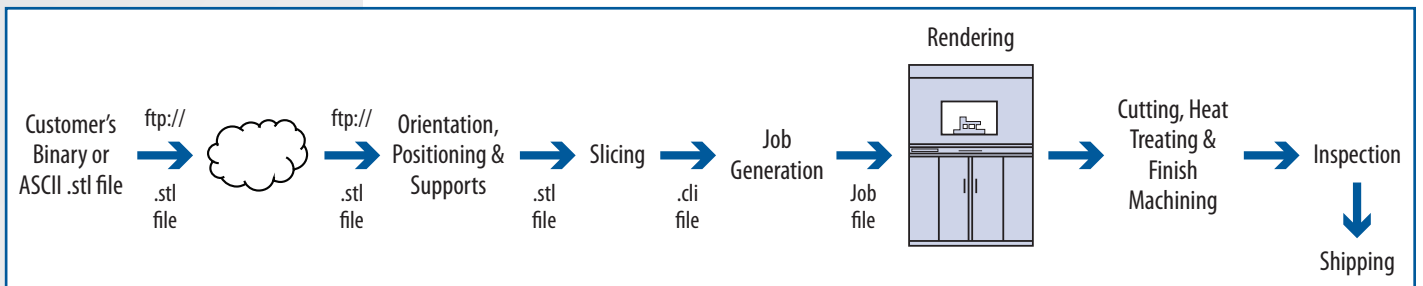 Customer's
Binary or
ASCII .stl file
ftp://
.stl
file
ftp://
.stl
file
Orientation,
Positioning &
Supports
.stl
file
Slicing
.cli
file
Job
Generation
Job
file
Rendering
Cutting, Heat
Treating &
Finish
Machining
Inspection
Shipping